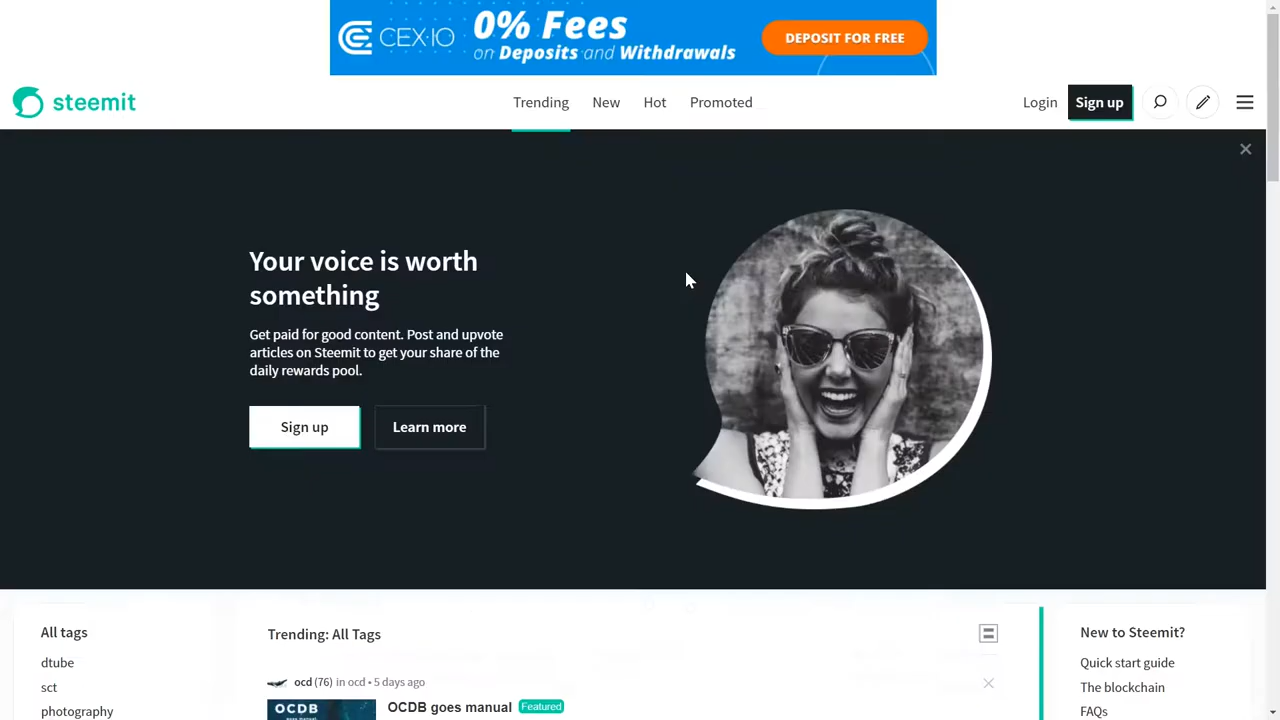 CEX.IO
0% Fees
on Deposits and Withdrawals
DEPOSIT FOR FREE
steemit
Trending
New
Hot
Promoted
Login
Sign up
Your voice is worth
something
Get paid for good content. Post and upvote
articles on Steemit to get your share of the
daily rewards pool.
Sign up
Learn more
All tags
dtube
sct
photography
Trending: All Tags
ocd (76) in ocd • 5 days ago
OCDB
OCDB goes manual Featured
New to Steemit?
Quick start guide
The blockchain
FAQs